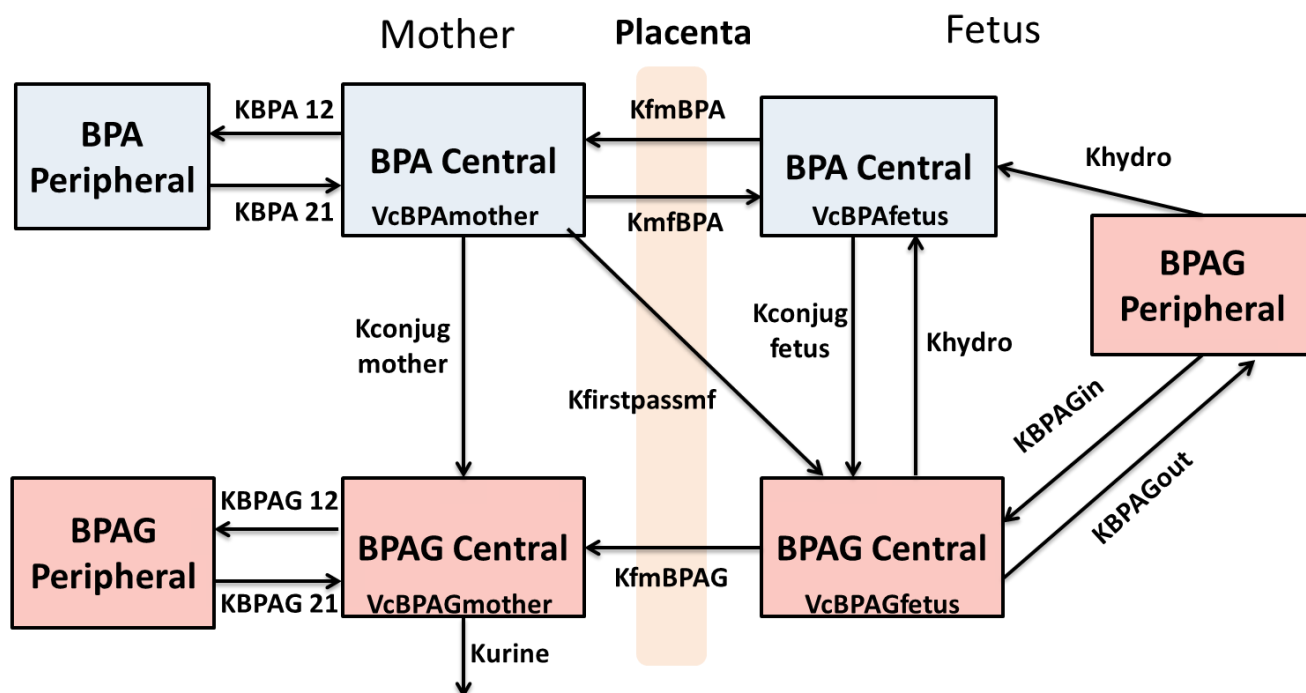 Mother
Placenta
Fetus
BPA
Peripheral
KBPA 12
KBPA 21
BPA Central
VcBPAmother
KfmBPA
KmfBPA
BPA Central
VcBPAfetus
Khydro
BPAG
Peripheral
Kconjug
mother
Kfirstpassmf
Kconjug
fetus
Khydro
KBPAGin
KBPAGout
BPAG
Peripheral
KBPAG 12
KBPAG 21
BPAG Central
VcBPAGmother
KfmBPAG
BPAG Central
VcBPAGfetus
Kurine